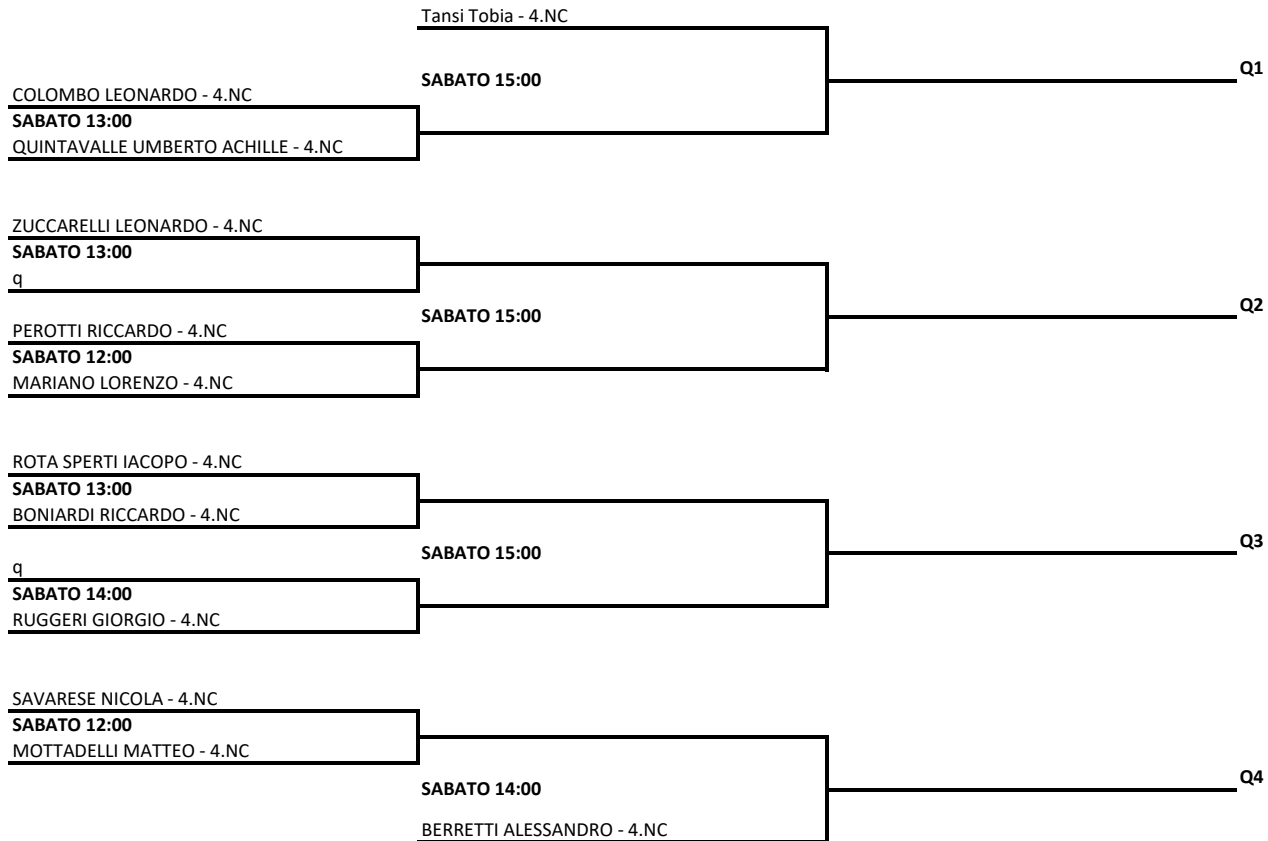 Tansi Tobia - 4.NC
Q1
SABATO 15:00
COLOMBO LEONARDO - 4.NC
SABATO 13:00
QUINTAVALLE UMBERTO ACHILLE - 4.NC
ZUCCARELLI LEONARDO - 4.NC
SABATO 13:00
q
Q2
SABATO 15:00
PEROTTI RICCARDO - 4.NC
SABATO 12:00
MARIANO LORENZO - 4.NC
ROTA SPERTI IACOPO - 4.NC
SABATO 13:00
BONIARDI RICCARDO - 4.NC
Q3
SABATO 15:00
q
SABATO 14:00
RUGGERI GIORGIO - 4.NC
SAVARESE NICOLA - 4.NC
SABATO 12:00
MOTTADELLI MATTEO - 4.NC
Q4
SABATO 14:00
BERRETTI ALESSANDRO - 4.NC